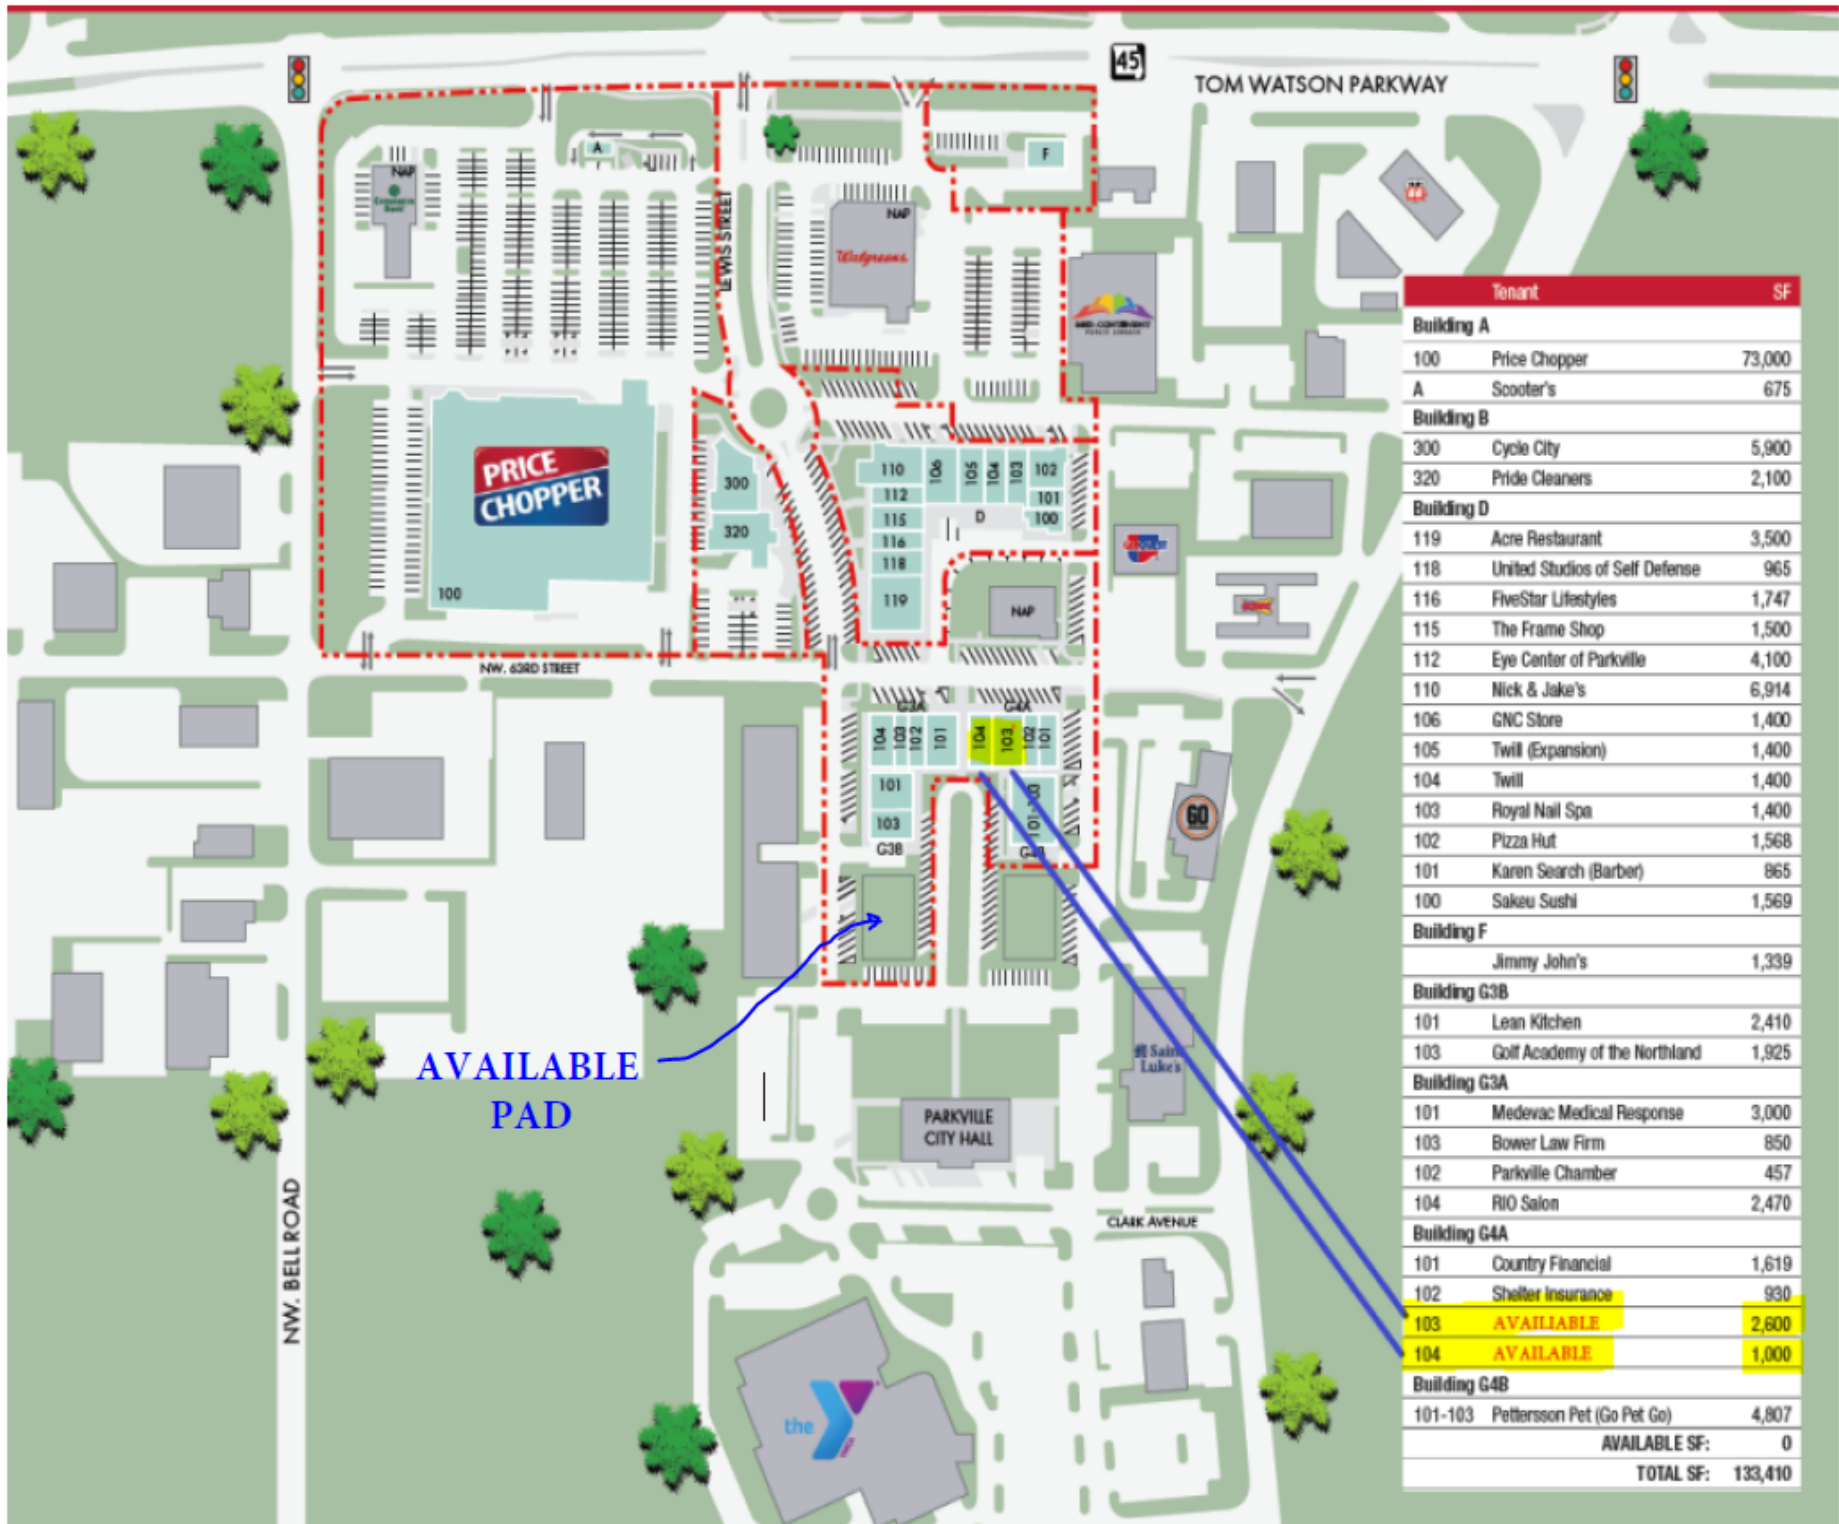 45
TOM WATSON PARKWAY
A
F
NAP
NAP
LEWIS STREET
Walgreens
MID-CONTINENT
PUBLIC LIBRARY
PRICE
CHOPPER
100
300
320
110
106
105
104
103
102
112
101
115
D
100
116
118
119
NAP
NW. 63RD STREET
G3A
G4A
104
103
102
101
104
103
102
101
101
103
G3B
GO
AVAILABLE
PAD
Saint
Luke's
PARKVILLE
CITY HALL
NW. BELL ROAD
CLARK AVENUE
the
YMCA
Tenant SF
Building A
100 Price Chopper 73,000
A Scooter's 675
Building B
300 Cycle City 5,900
320 Pride Cleaners 2,100
Building D
119 Acre Restaurant 3,500
118 United Studios of Self Defense 965
116 FiveStar Lifestyles 1,747
115 The Frame Shop 1,500
112 Eye Center of Parkville 4,100
110 Nick & Jake's 6,914
106 GNC Store 1,400
105 Twill (Expansion) 1,400
104 Twill 1,400
103 Royal Nail Spa 1,400
102 Pizza Hut 1,568
101 Karen Search (Barber) 865
100 Sakeu Sushi 1,569
Building F
Jimmy John's 1,339
Building G3B
101 Lean Kitchen 2,410
103 Golf Academy of the Northland 1,925
Building G3A
101 Medevac Medical Response 3,000
103 Bower Law Firm 850
102 Parkville Chamber 457
104 RIO Salon 2,470
Building G4A
101 Country Financial 1,619
102 Shelter Insurance 930
103 AVAILIABLE 2,600
104 AVAILABLE 1,000
Building G4B
101-103 Pettersson Pet (Go Pet Go) 4,807
AVAILABLE SF: 0
TOTAL SF: 133,410